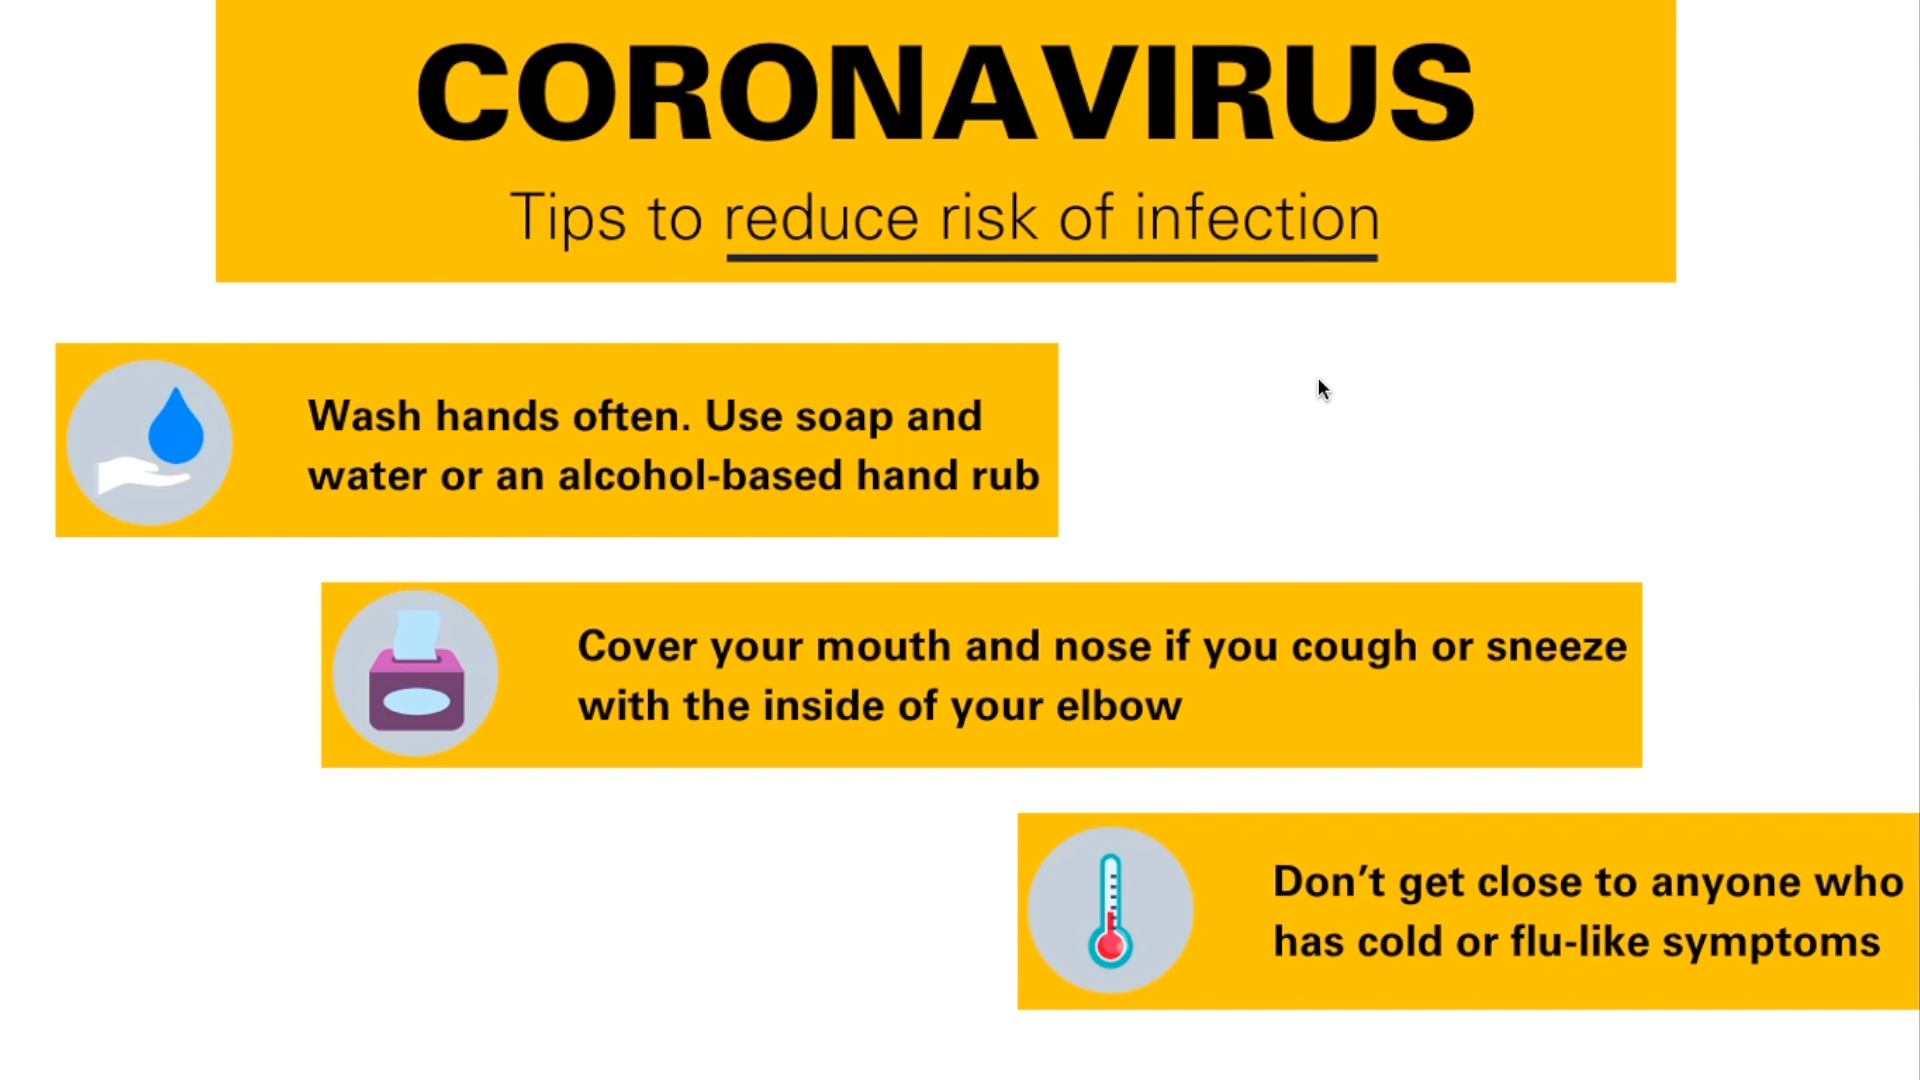 CORONAVIRUS
Tips to reduce risk of infection
Wash hands often. Use soap and
water or an alcohol-based hand rub
Cover your mouth and nose if you cough or sneeze
with the inside of your elbow
Don’t get close to anyone who
has cold or flu-like symptoms